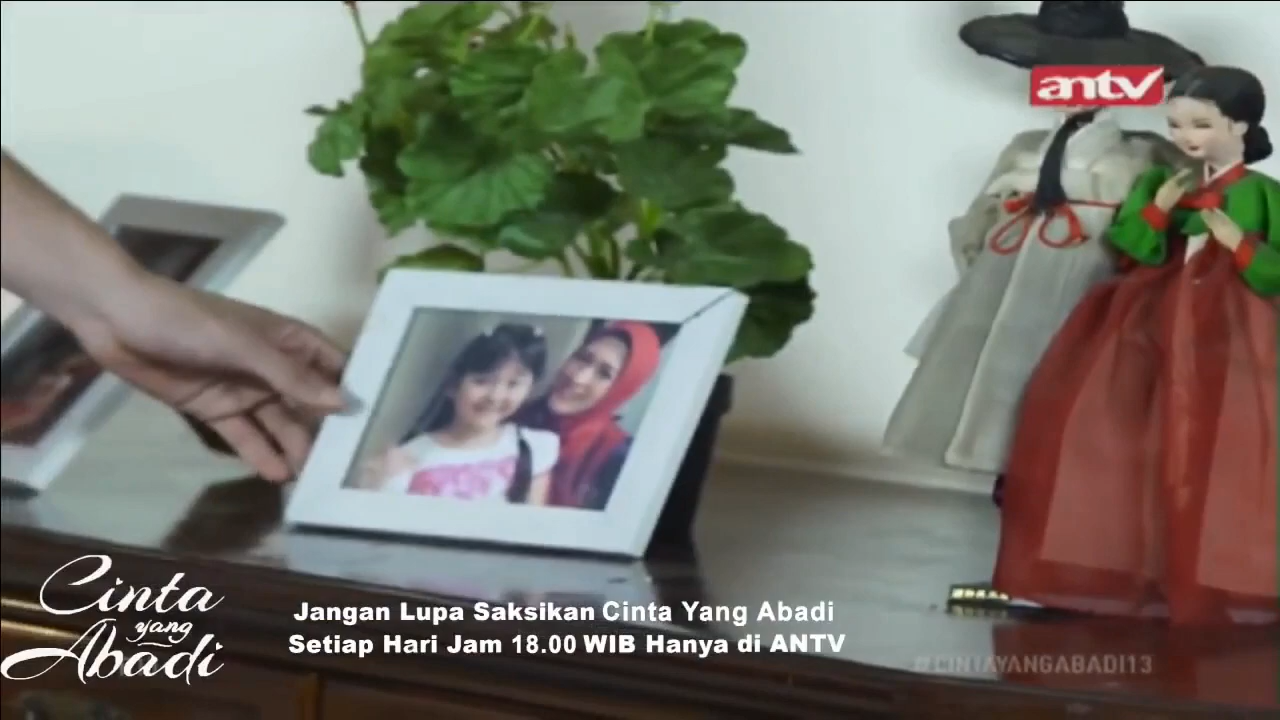 antv
Cinta
yang
Abadi
Jangan Lupa Saksikan Cinta Yang Abadi
Setiap Hari Jam 18.00 WIB Hanya di ANTV
#CINTAYANGABADI13